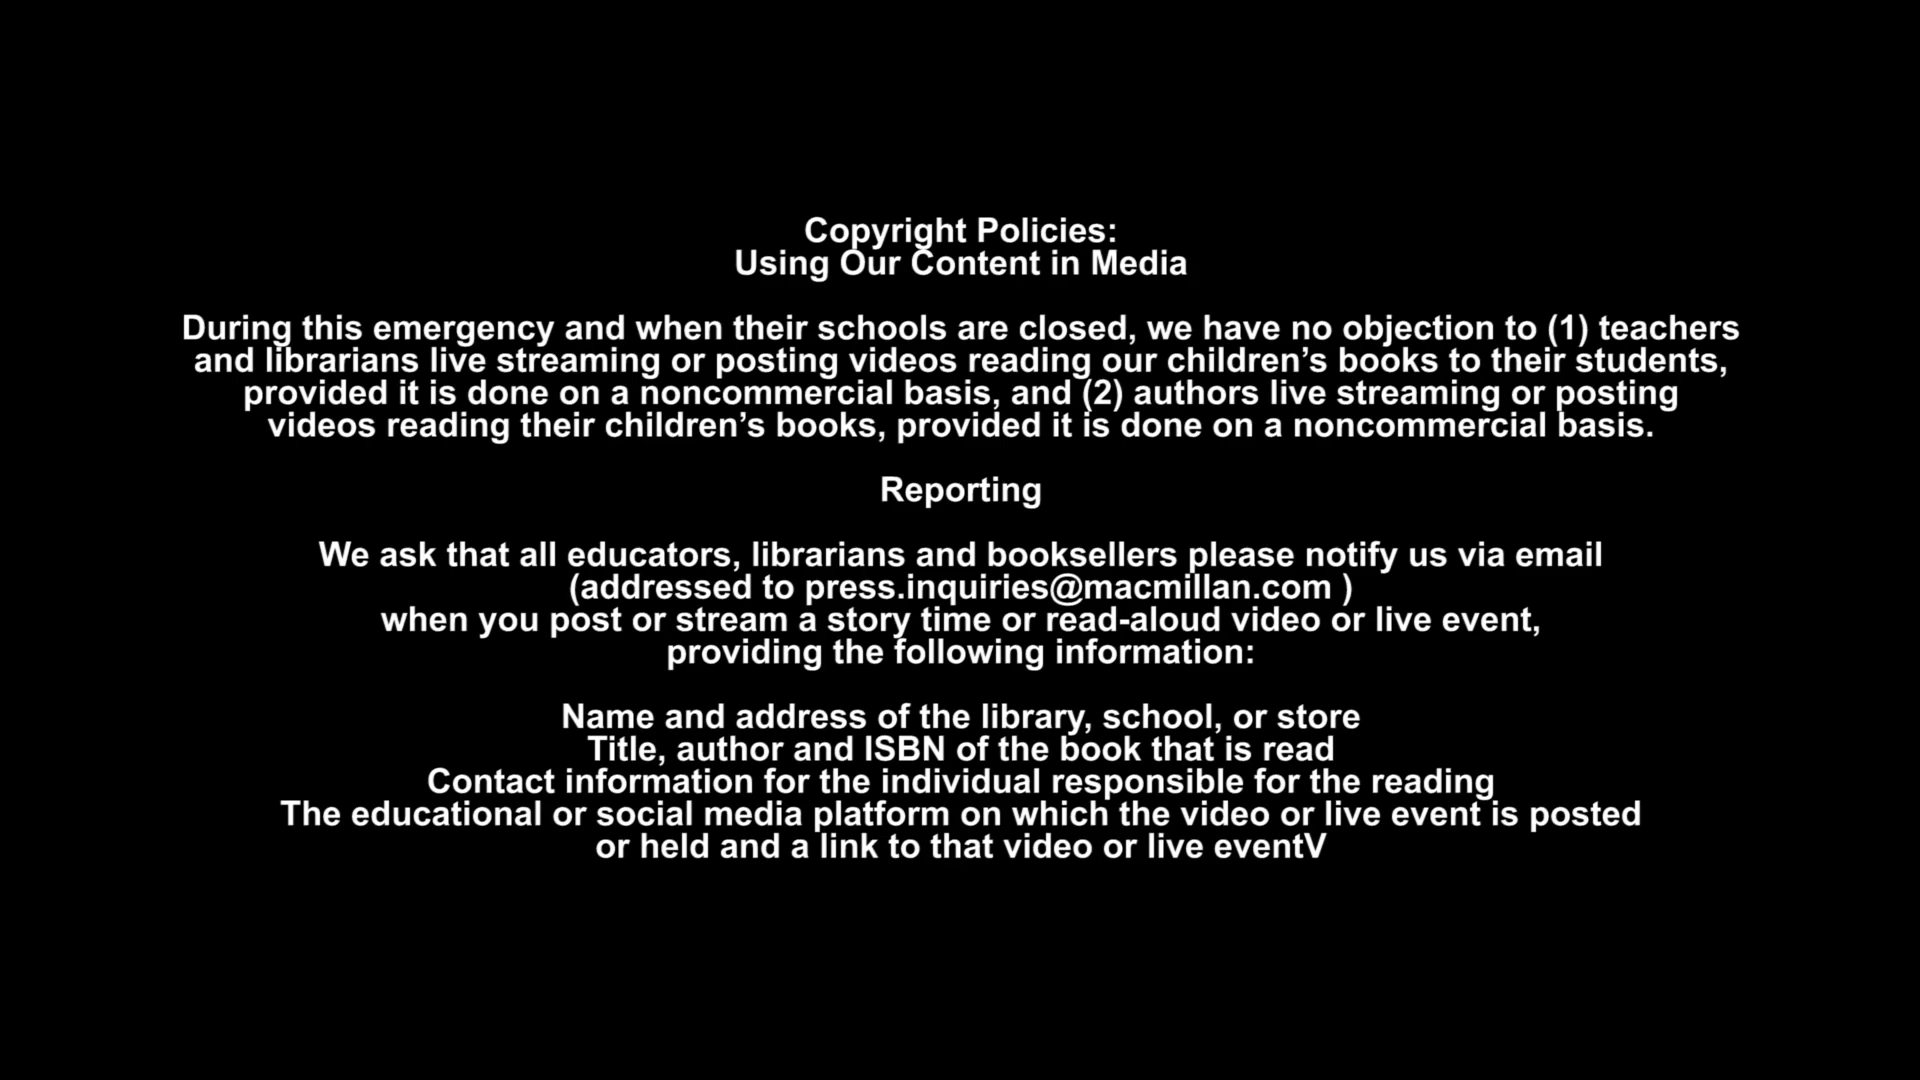 Copyright Policies:
Using Our Content in Media
During this emergency and when their schools are closed, we have no objection to (1) teachers
and librarians live streaming or posting videos reading our children’s books to their students,
provided it is done on a noncommercial basis, and (2) authors live streaming or posting
videos reading their children’s books, provided it is done on a noncommercial basis.
Reporting
We ask that all educators, librarians and booksellers please notify us via email
(addressed to press.inquiries@macmillan.com )
when you post or stream a story time or read-aloud video or live event,
providing the following information:
Name and address of the library, school, or store
Title, author and ISBN of the book that is read
Contact information for the individual responsible for the reading
The educational or social media platform on which the video or live event is posted
or held and a link to that video or live eventV